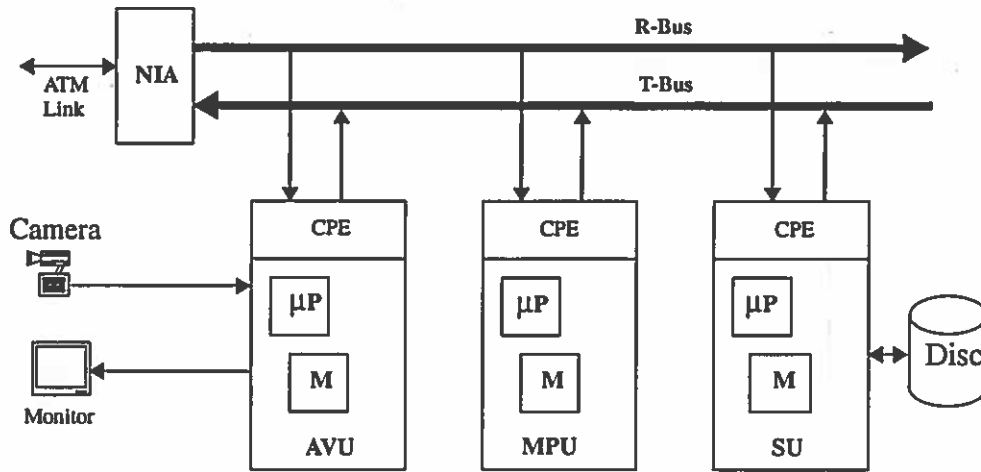 R-Bus
NIA
ATM
Link
T-Bus
CPE
CPE
CPE
Camera
µP
µP
µP
M
M
M
Disc
Monitor
AVU
MPU
SU